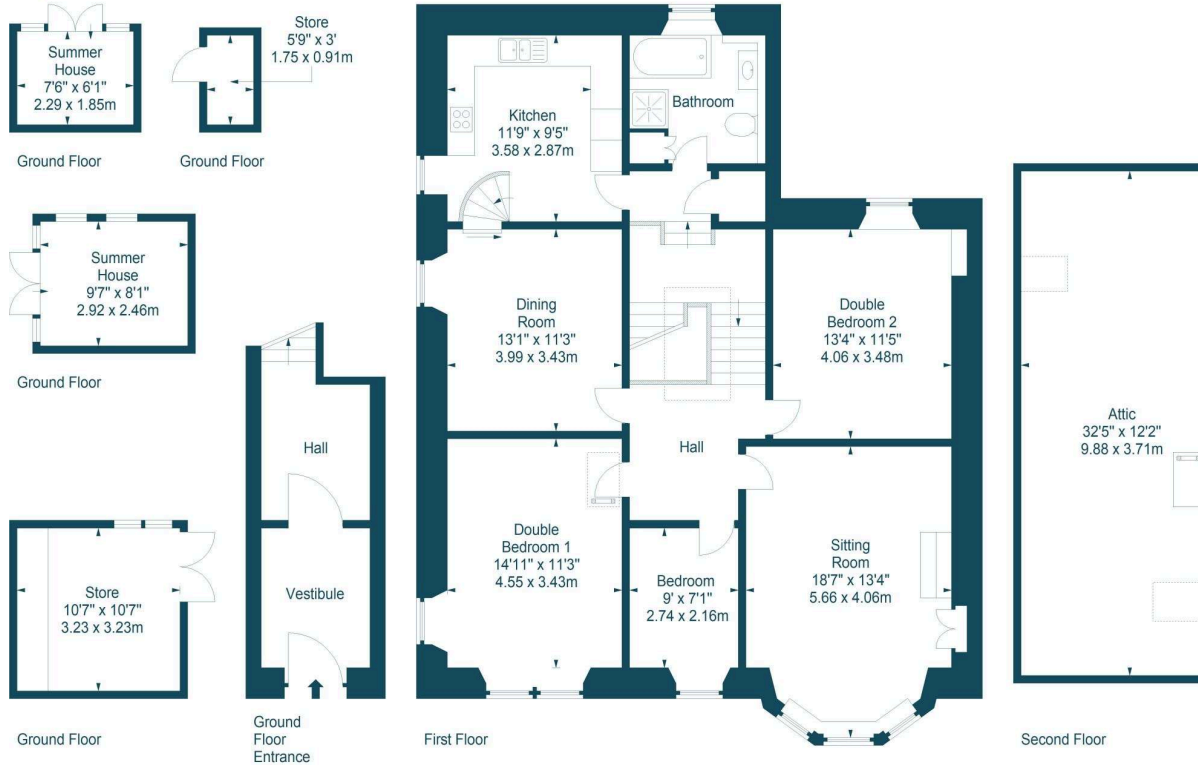 Summer
House
7'6" x 6'1"
2.29 x 1.85m
Ground Floor
Store
5'9" x 3'
1.75 x 0.91m
Ground Floor
Summer
House
9'7" x 8'1"
2.92 x 2.46m
Ground Floor
Store
10'7" x 10'7"
3.23 x 3.23m
Ground Floor
Hall
Vestibule
Ground
Floor
Entrance
Kitchen
11'9" x 9'5"
3.58 x 2.87m
Bathroom
Dining
Room
13'1" x 11'3"
3.99 x 3.43m
Double
Bedroom 2
13'4" x 11'5"
4.06 x 3.48m
Hall
Double
Bedroom 1
14'11" x 11'3"
4.55 x 3.43m
Bedroom
9' x 7'1"
2.74 x 2.16m
Sitting
Room
18'7" x 13'4"
5.66 x 4.06m
First Floor
Attic
32'5" x 12'2"
9.88 x 3.71m
Second Floor